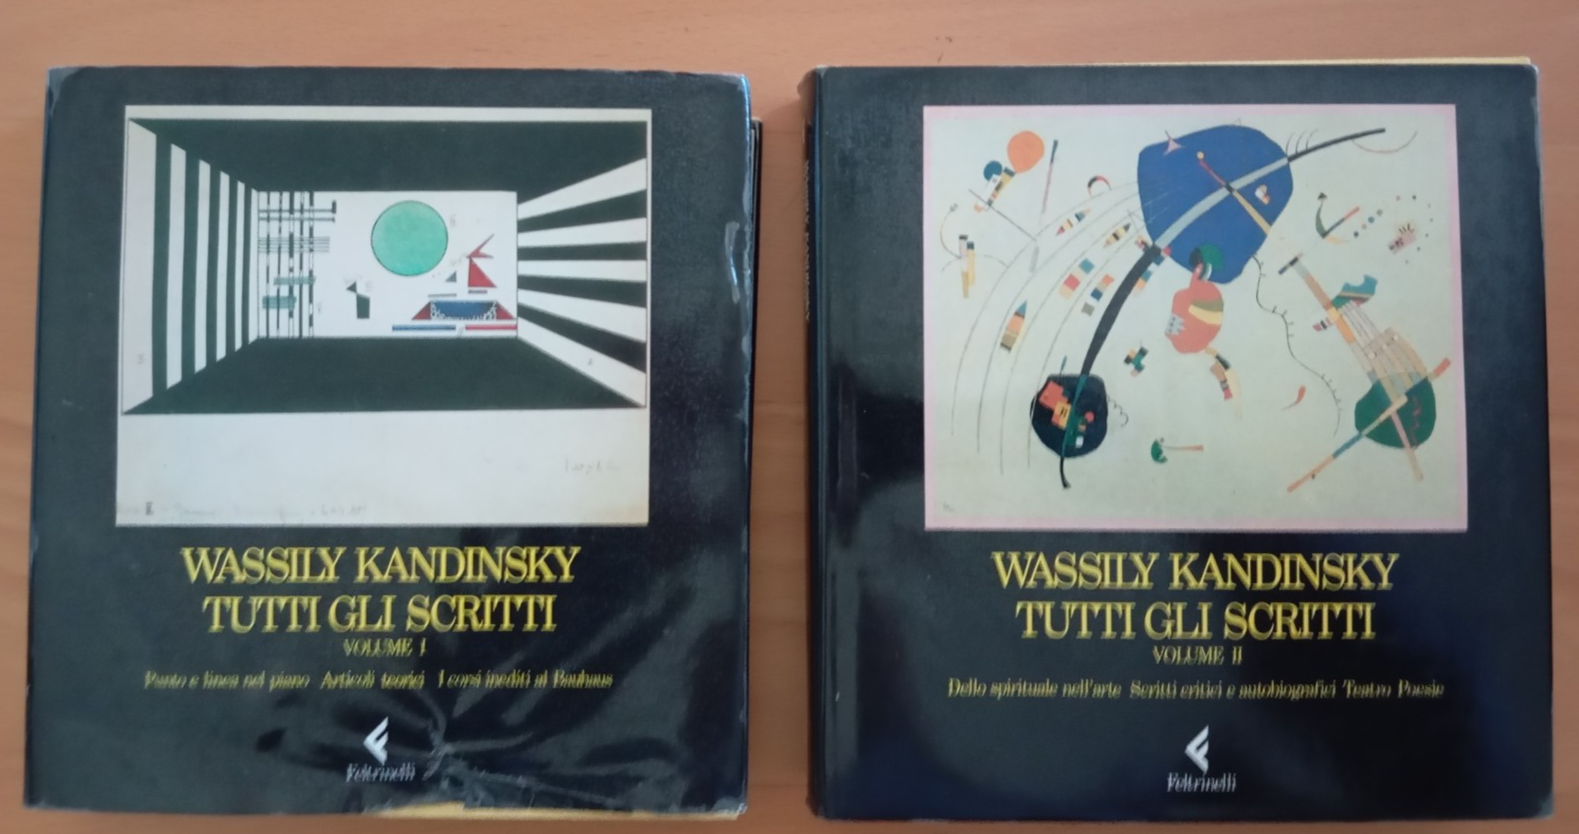 WASSILY KANDINSKY
TUTTI GLI SCRITTI
VOLUME I
Punto e linea nel piano Articoli teorici I corsi inediti al Bauhaus
Feltrinelli
WASSILY KANDINSKY
TUTTI GLI SCRITTI
VOLUME II
Dello spirituale nell'arte Scritti critici e autobiografici Teatro Poesie
Feltrinelli